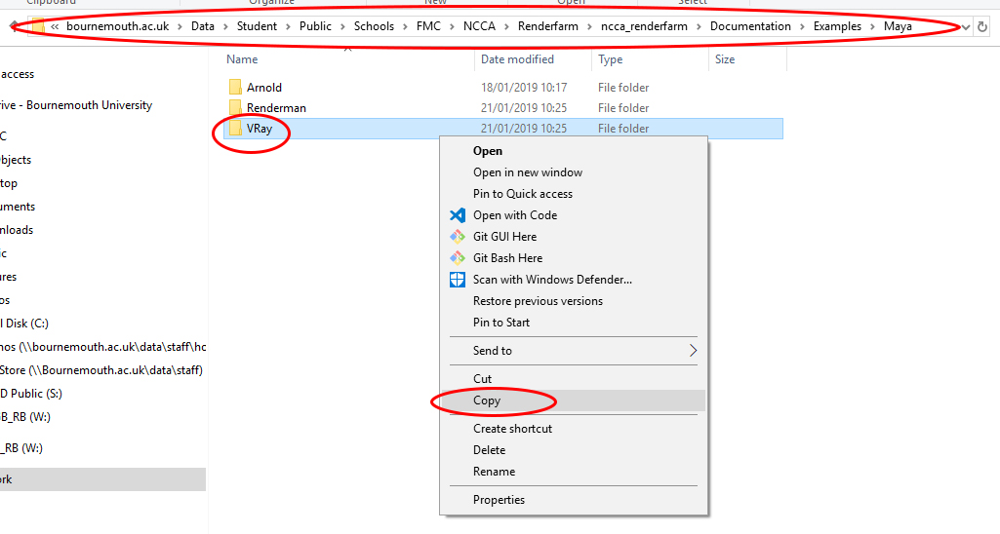 Clipboard Organize New Open Select
« bournemouth.ac.uk > Data > Student > Public > Schools > FMC > NCCA > Renderfarm > ncca_renderfarm > Documentation > Examples > Maya
Name Date modified Type Size
access
Arnold 18/01/2019 10:17 File folder
rive - Bournemouth University
Renderman 21/01/2019 10:25 File folder
VRay 21/01/2019 10:25 File folder
C
Objects
top
uments
nloads
ic
ures
os
l Disk (C:)
nos (\\bournemouth.ac.uk\data\staff\hc
Store (\\Bournemouth.ac.uk\data\staff)
D Public (S:)
B_RB (W:)
_RB (W:)
ork
Open
Open in new window
Pin to Quick access
Open with Code
Git GUI Here
Git Bash Here
Scan with Windows Defender...
Restore previous versions
Pin to Start
Send to
Cut
Copy
Create shortcut
Delete
Rename
Properties